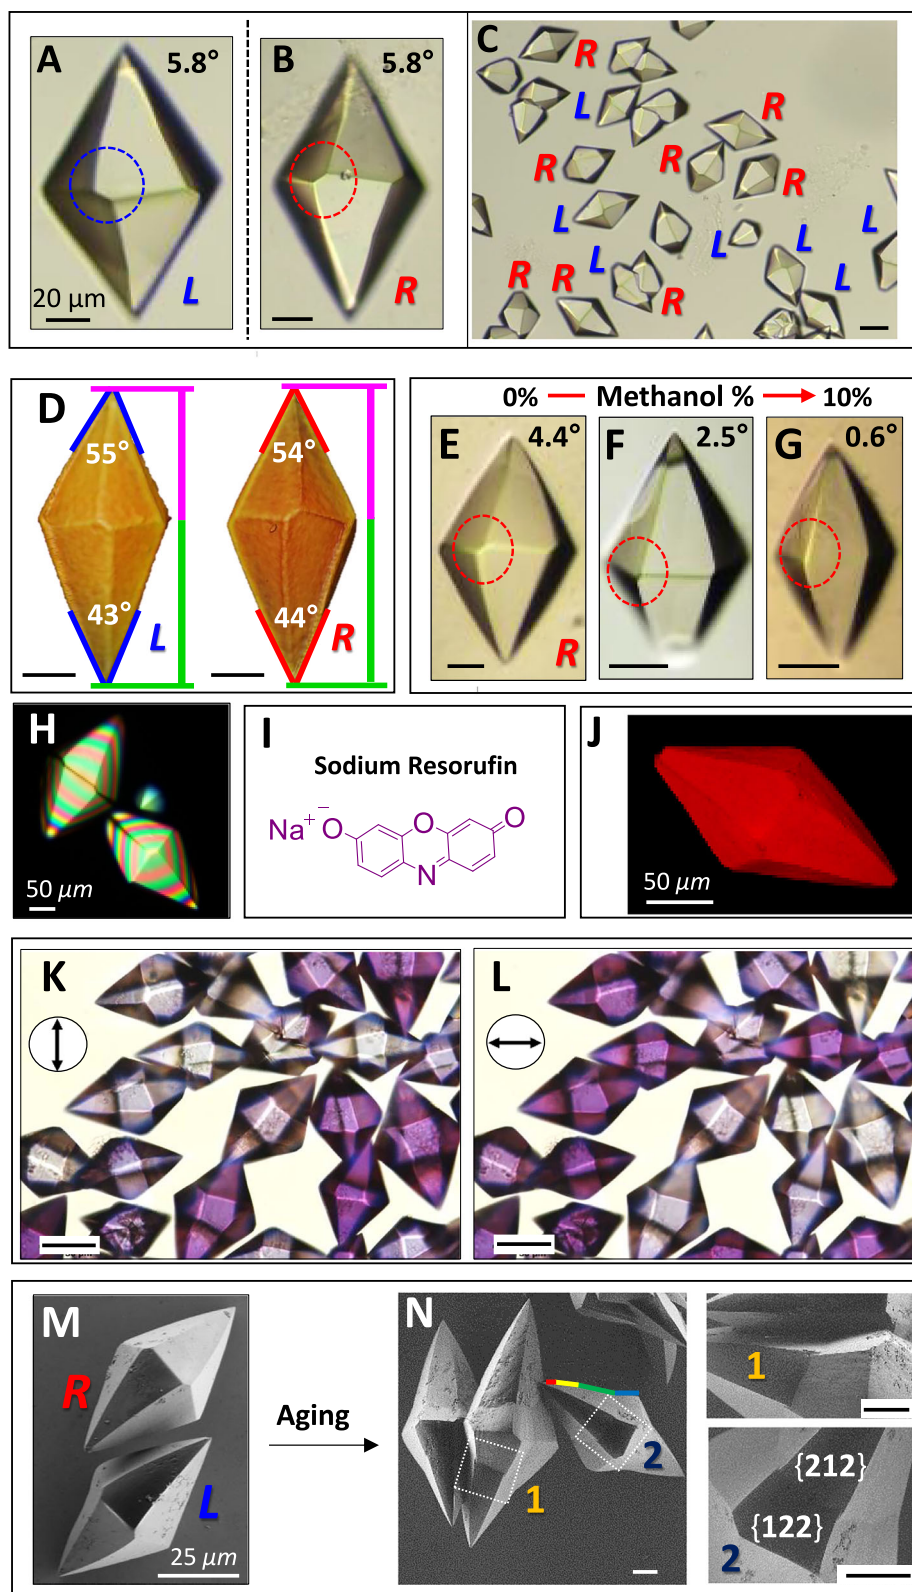 A
5.8°
L
20 µm
B
5.8°
R
C
R
L
R
R
R
R
L
L
L
L
L
L
R
R
R
D
55°
43°
L
54°
44°
R
0%
Methanol %
10%
E
4.4°
R
F
2.5°
G
0.6°
H
50 µm
I
Sodium Resorufin
Na+
−
O
O
N
O
J
50 µm
K
L
M
R
L
25 µm
Aging
N
1
2
1
{212}
{122}
2